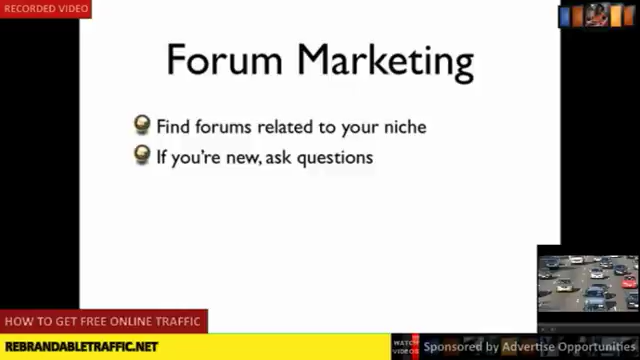 RECORDED VIDEO
Forum Marketing
Find forums related to your niche
If you're new, ask questions
HOW TO GET FREE ONLINE TRAFFIC
REBRANDABLETRAFFIC.NET
WATCH
VIDEOS
Sponsored by Advertise Opportunities